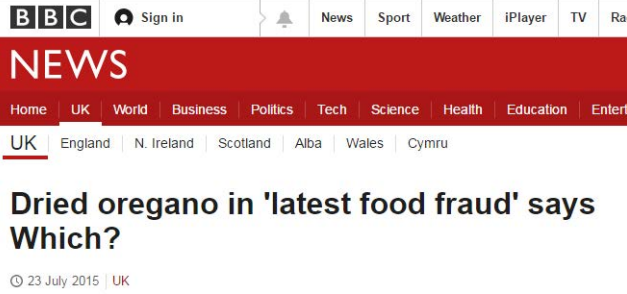 BBC Sign in News Sport Weather iPlayer TV
NEWS
Home UK World Business Politics Tech Science Health Education
UK England N. Ireland Scotland Alba Wales Cymru
Dried oregano in 'latest food fraud' says
Which?
23 July 2015 UK